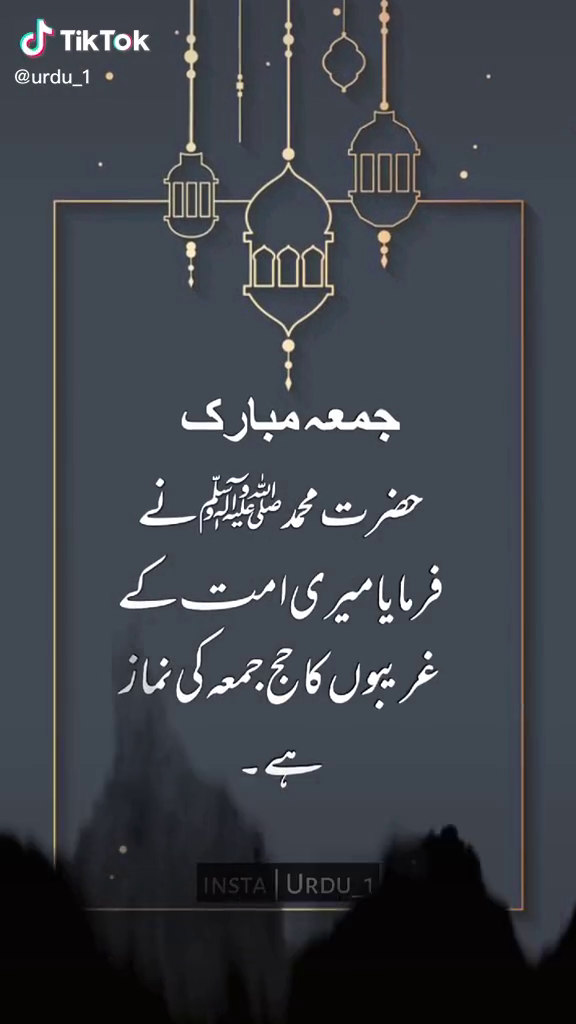 TikTok
@urdu_1
جمعہ مبارک
حضرت محمد ﷺ نے
فرمایا میری امت کے
غریبوں کا حج جمعہ کی نماز
ہے ۔
INSTA | URDU_1